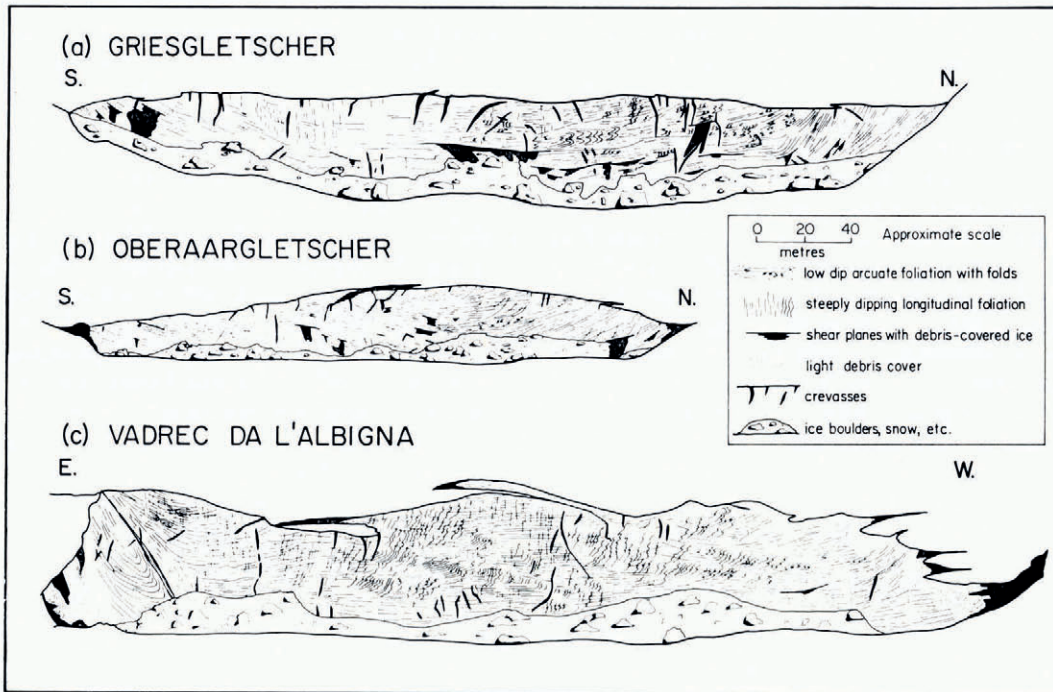 (a) GRIESGLETSCHER
S.
N.
(b) OBERAARGLETSCHER
S.
N.
0 20 40 Approximate scale
metres
low dip arcuate foliation with folds
steeply dipping longitudinal foliation
shear planes with debris-covered ice
light debris cover
crevasses
ice boulders, snow, etc.
(c) VADREC DA L'ALBIGNA
E.
W.